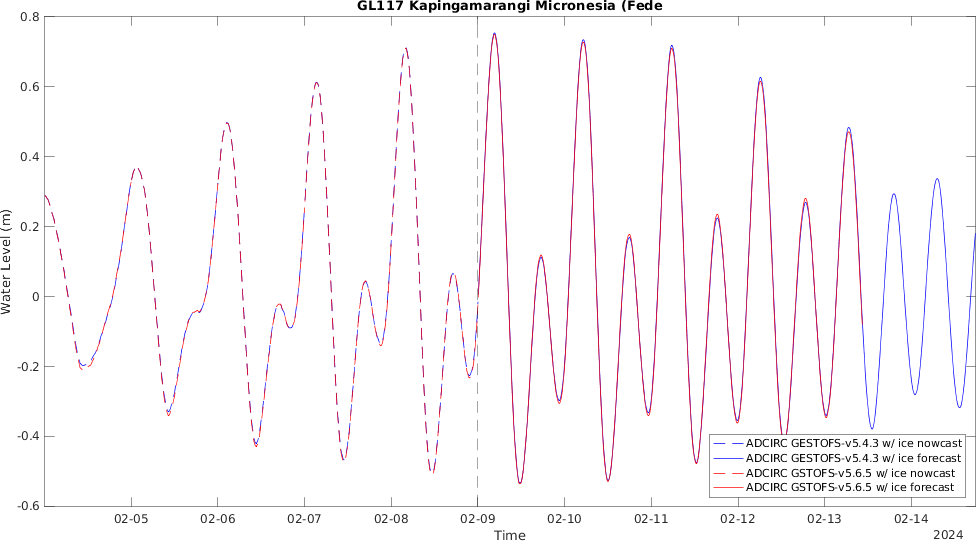 GL117 Kapingamarangi Micronesia (Fede
0.8
0.6
0.4
0.2
0
-0.2
-0.4
-0.6
Water Level (m)
02-05 02-06 02-07 02-08 02-09 02-10 02-11 02-12 02-13 02-14
Time
2024
ADCIRC GESTOFS-v5.4.3 w/ ice nowcast
ADCIRC GESTOFS-v5.4.3 w/ ice forecast
ADCIRC GSTOFS-v5.6.5 w/ ice nowcast
ADCIRC GSTOFS-v5.6.5 w/ ice forecast